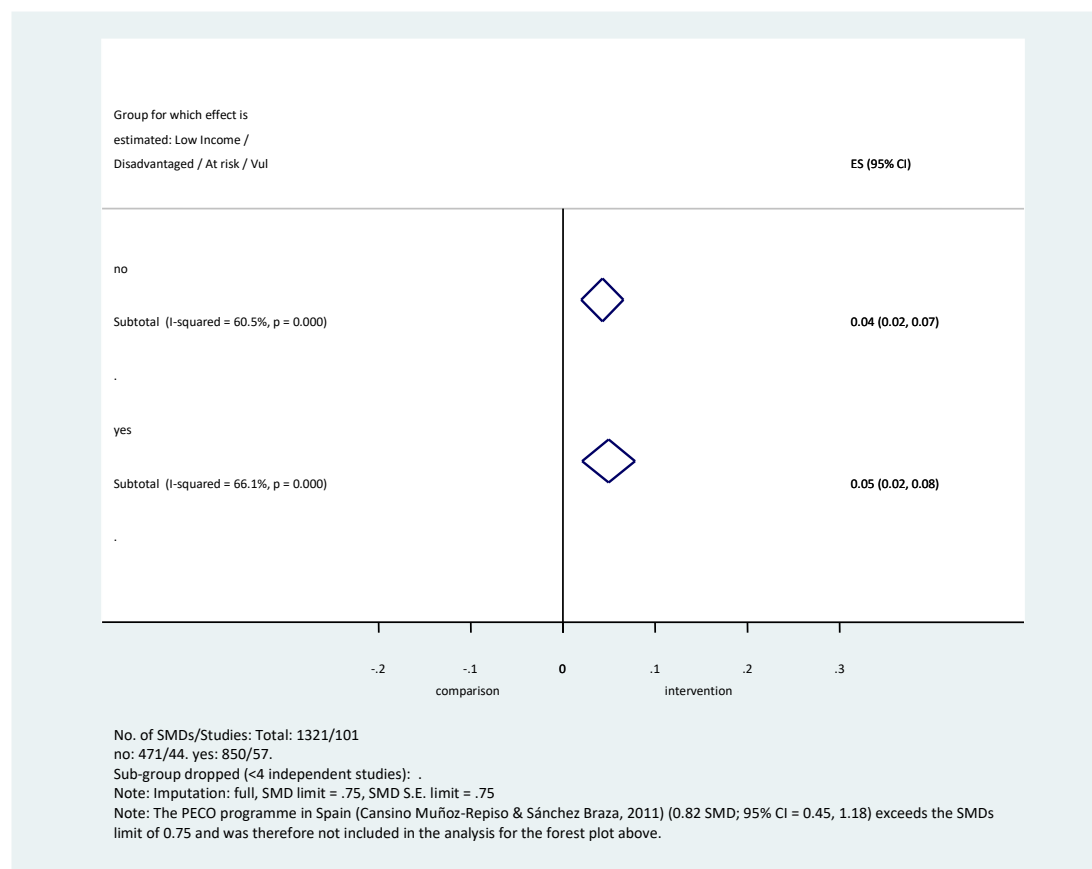 Group for which effect is
estimated: Low Income /
Disadvantaged / At risk / Vul
ES (95% CI)
no
Subtotal (I-squared = 60.5%, p = 0.000)
0.04 (0.02, 0.07)
.
yes
Subtotal (I-squared = 66.1%, p = 0.000)
0.05 (0.02, 0.08)
.
-.2 -.1 0 .1 .2 .3
comparison intervention
No. of SMDs/Studies: Total: 1321/101
no: 471/44. yes: 850/57.
Sub-group dropped (<4 independent studies): .
Note: Imputation: full, SMD limit = .75, SMD S.E. limit = .75
Note: The PECO programme in Spain (Cansino Muñoz-Repiso & Sánchez Braza, 2011) (0.82 SMD; 95% CI = 0.45, 1.18) exceeds the SMDs
limit of 0.75 and was therefore not included in the analysis for the forest plot above.